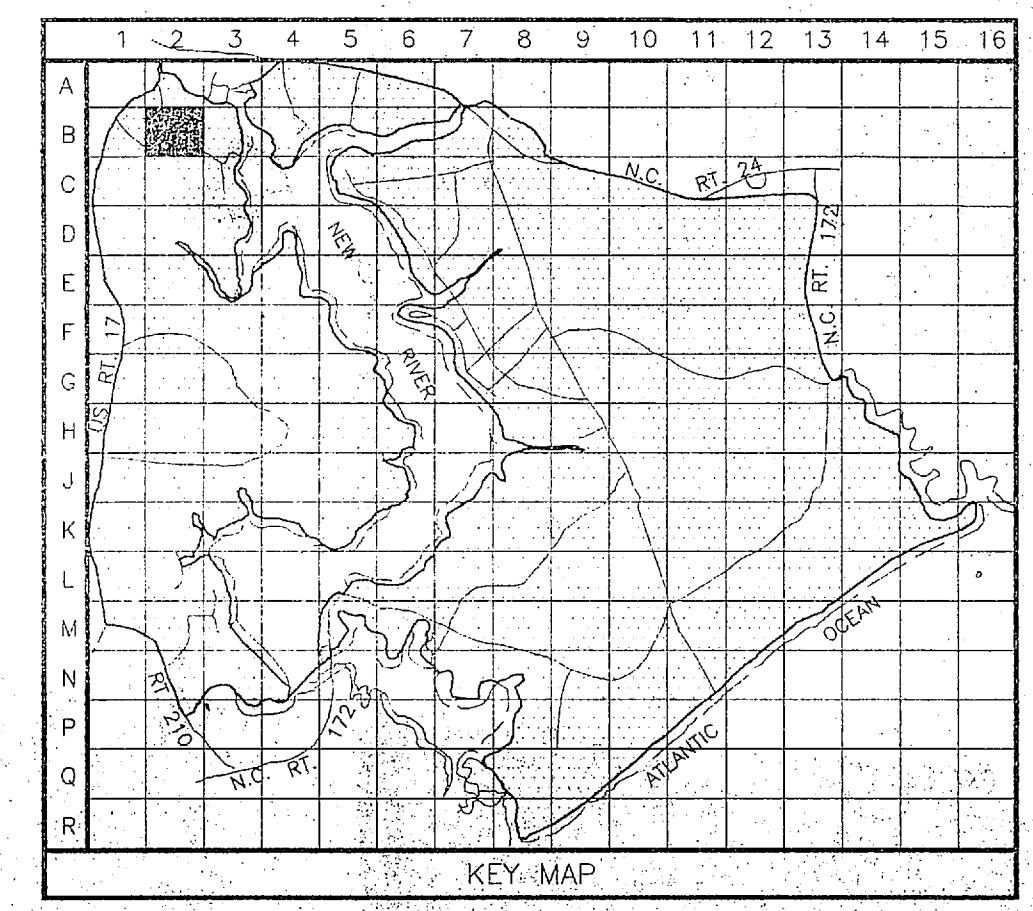 1 2 3 4 5 6 7 8 9 10 11 12 13 14 15 16
A
B
C
D
E
F
G
H
J
K
L
M
N
P
Q
R
N.C. RT. 24
N.C. RT. 172
NEW
RIVER
US RT. 17
RT 210
N.C. RT. 172
ATLANTIC OCEAN
KEY MAP